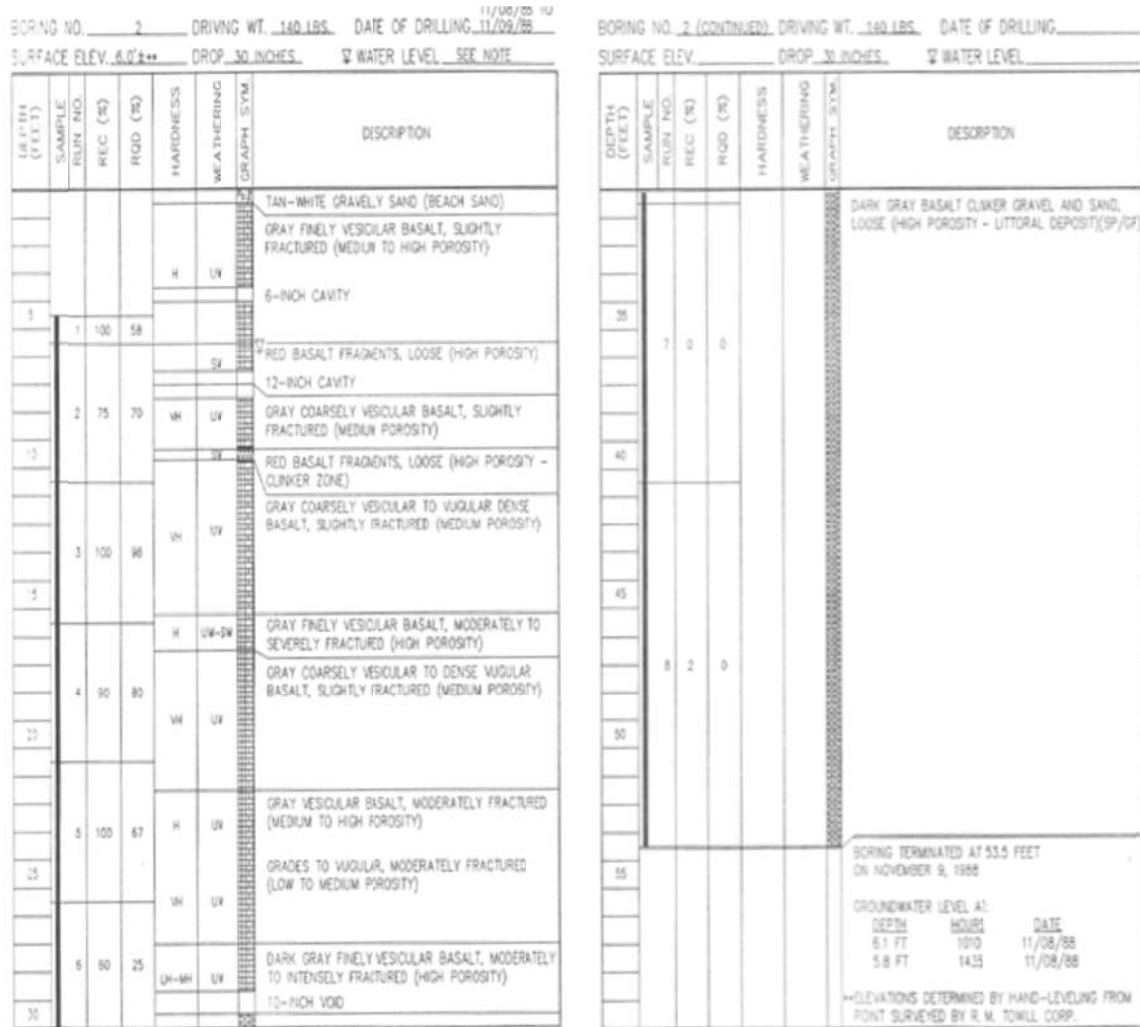 11/08/88 TO
BORING NO. 2 DRIVING WT. 140 LBS. DATE OF DRILLING 11/09/88
SURFACE ELEV. 6.0'±** DROP 30 INCHES WATER LEVEL SEE NOTE
DEPTH (FEET) SAMPLE RUN NO. REC (%) RQD (%) HARDNESS WEATHERING GRAPH SYM. DISCRIPTION
TAN-WHITE GRAVELLY SAND (BEACH SAND)
GRAY FINELY VESICULAR BASALT, SLIGHTLY
FRACTURED (MEDIUM TO HIGH POROSITY)
H UW
6-INCH CAVITY
5
1 100 58
RED BASALT FRAGMENTS, LOOSE (HIGH POROSITY)
SW
12-INCH CAVITY
2 75 70 VH UW GRAY COARSELY VESICULAR BASALT, SLIGHTLY
FRACTURED (MEDIUM POROSITY)
10 SW RED BASALT FRAGMENTS, LOOSE (HIGH POROSITY -
CLINKER ZONE)
GRAY COARSELY VESICULAR TO VUGULAR DENSE
BASALT, SLIGHTLY FRACTURED (MEDIUM POROSITY)
VH UW
3 100 98
15
H UW-SW GRAY FINELY VESICULAR BASALT, MODERATELY TO
SEVERELY FRACTURED (HIGH POROSITY)
GRAY COARSELY VESICULAR TO DENSE VUGULAR
BASALT, SLIGHTLY FRACTURED (MEDIUM POROSITY)
4 90 80
VH UW
20
GRAY VESICULAR BASALT, MODERATELY FRACTURED
(MEDIUM TO HIGH POROSITY)
5 100 67 H UW
GRADES TO VUGULAR, MODERATELY FRACTURED
(LOW TO MEDIUM POROSITY)
25
VH UW
DARK GRAY FINELY VESICULAR BASALT, MODERATELY
TO INTENSELY FRACTURED (HIGH POROSITY)
6 60 25 UW
10-INCH VOID
30
BORING NO. 2 (CONTINUED) DRIVING WT. 140 LBS. DATE OF DRILLING
SURFACE ELEV. DROP 30 INCHES WATER LEVEL
DEPTH (FEET) SAMPLE RUN NO. REC (%) RQD (%) HARDNESS WEATHERING GRAPH SYM. DESCRIPTION
DARK GRAY BASALT CLINKER GRAVEL AND SAND,
LOOSE (HIGH POROSITY - LITTORAL DEPOSIT)(SP/GP)
35
7 0 0
40
45
8 2 0
50
BORING TERMINATED AT 53.5 FEET
ON NOVEMBER 9, 1988
55
GROUNDWATER LEVEL AT:
DEPTH HOURS DATE
6.1 FT 1010 11/08/88
5.8 FT 1435 11/08/88
**ELEVATIONS DETERMINED BY HAND-LEVELING FROM
POINT SURVEYED BY R. M. TOWILL CORP.